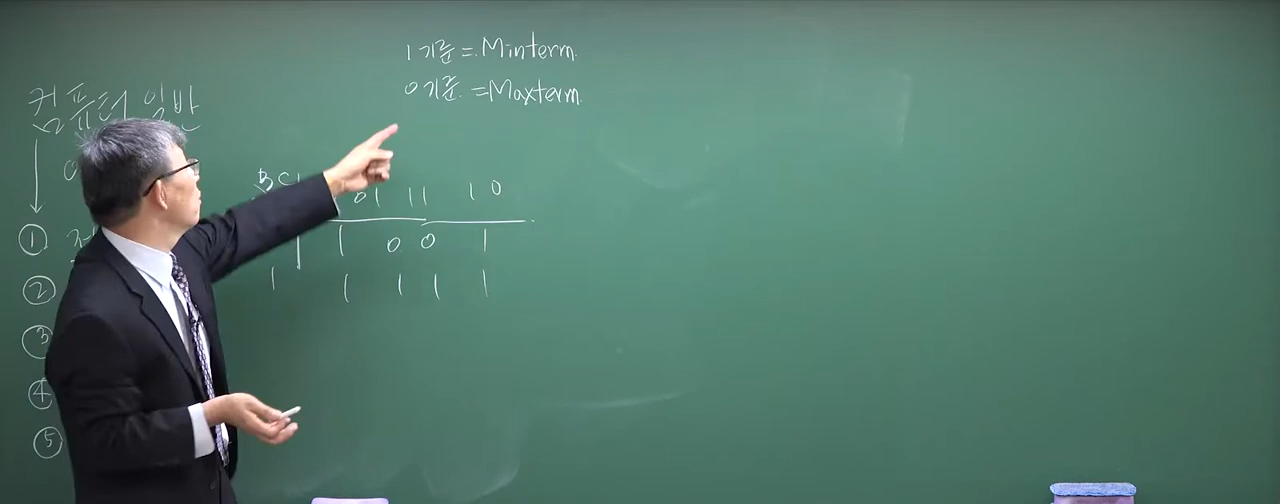 1기준 = Minterm.
0기준. = Maxterm.
컴퓨터 일반
BC 01 11 10
① 1 0 0 1
② 1 1 1 1 1
③
④
⑤